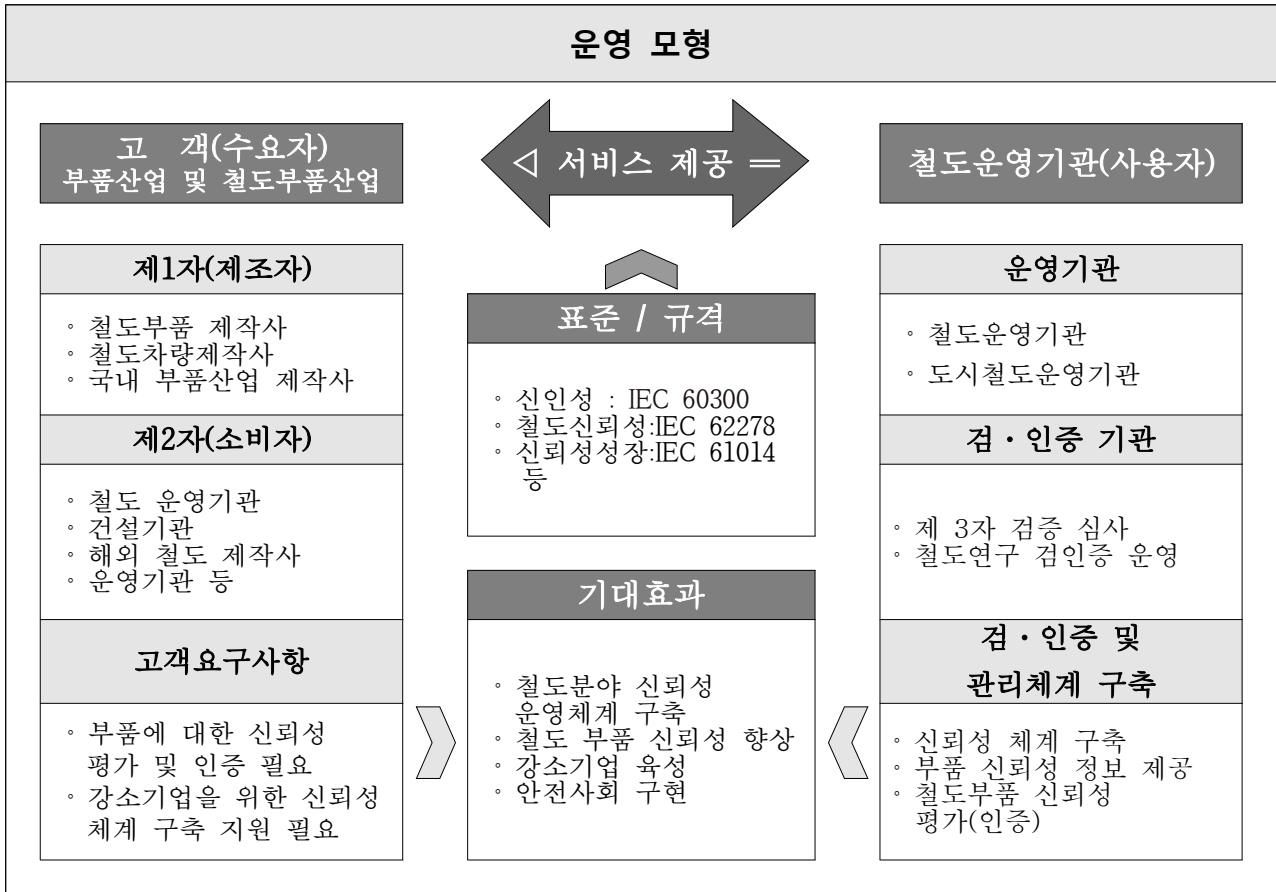 운영 모형
고 객(수요자)
부품산업 및 철도부품산업
◁ 서비스 제공 =
철도운영기관(사용자)
제1자(제조자)
◦ 철도부품 제작사
◦ 철도차량제작사
◦ 국내 부품산업 제작사
제2자(소비자)
◦ 철도 운영기관
◦ 건설기관
◦ 해외 철도 제작사
◦ 운영기관 등
고객요구사항
◦ 부품에 대한 신뢰성
평가 및 인증 필요
◦ 강소기업을 위한 신뢰성
체계 구축 지원 필요
표준 / 규격
◦ 신인성 : IEC 60300
◦ 철도신뢰성:IEC 62278
◦ 신뢰성성장:IEC 61014
등
기대효과
◦ 철도분야 신뢰성
운영체계 구축
◦ 철도 부품 신뢰성 향상
◦ 강소기업 육성
◦ 안전사회 구현
운영기관
◦ 철도운영기관
◦ 도시철도운영기관
검·인증 기관
◦ 제 3자 검증 심사
◦ 철도연구 검인증 운영
검·인증 및
관리체계 구축
◦ 신뢰성 체계 구축
◦ 부품 신뢰성 정보 제공
◦ 철도부품 신뢰성
평가(인증)